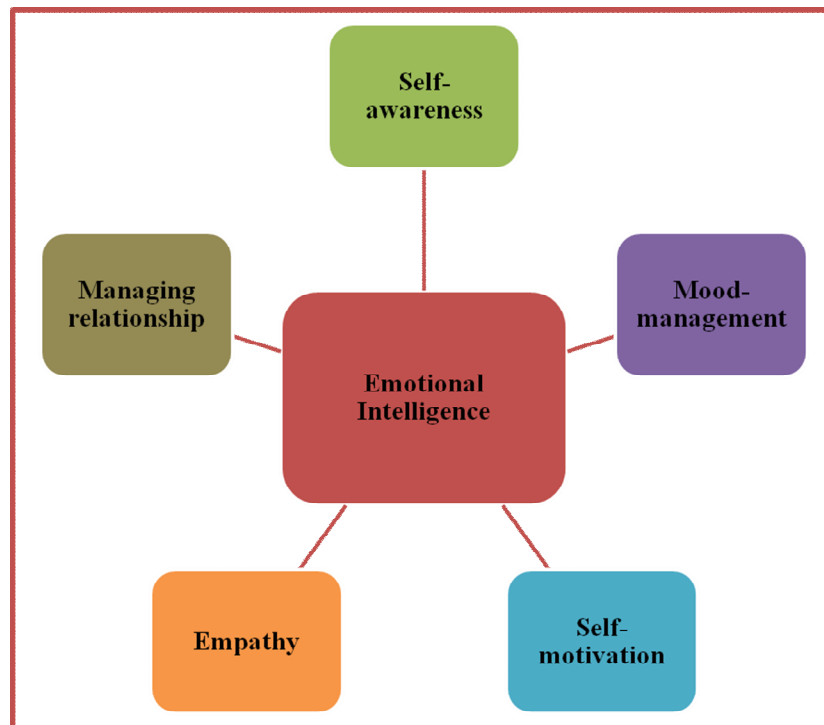 Self-
awareness
Managing
relationship
Mood-
management
Emotional
Intelligence
Empathy
Self-
motivation